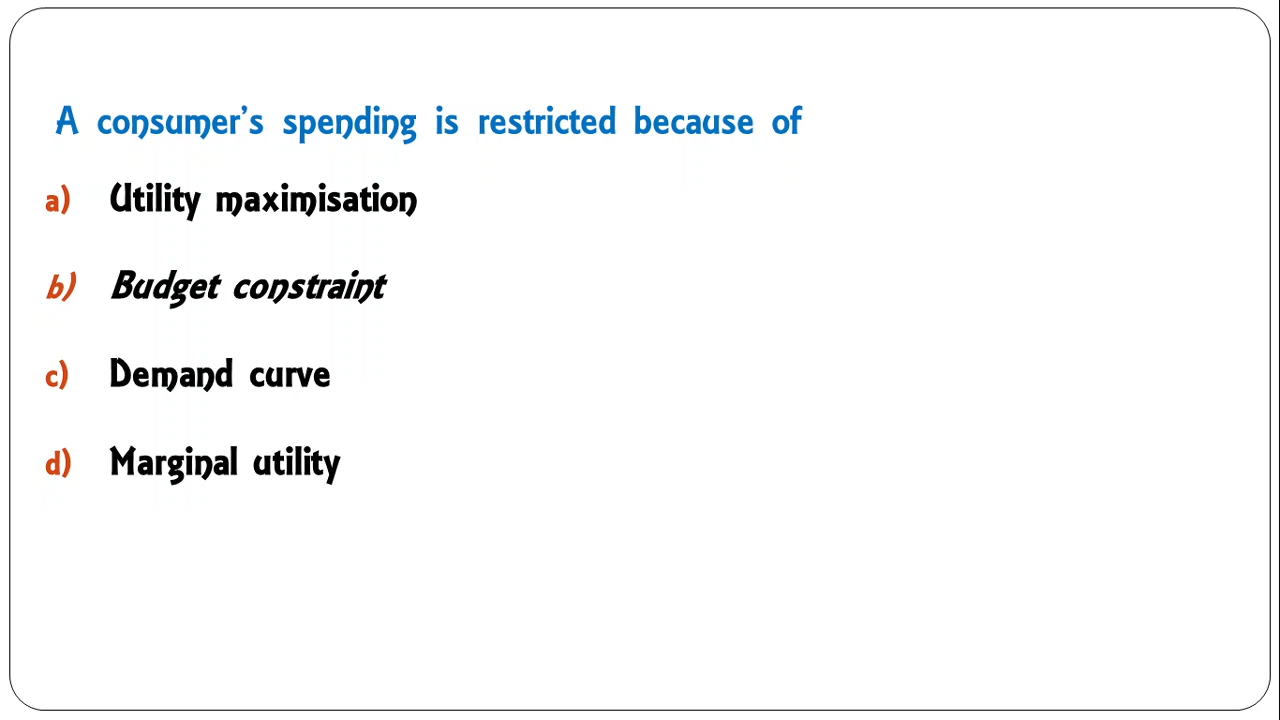 A consumer’s spending is restricted because of
a) Utility maximisation
b) Budget constraint
c) Demand curve
d) Marginal utility